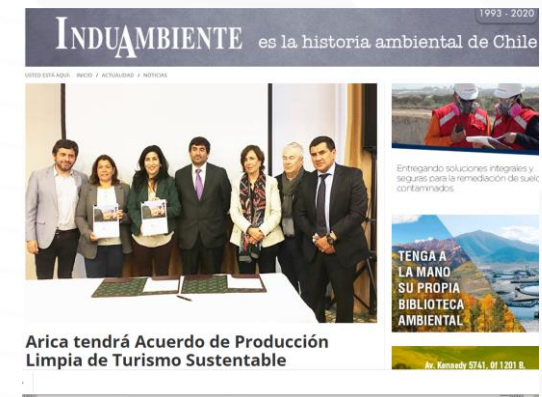 1993 - 2020
INDUAMBIENTE es la historia ambiental de Chile
USTED ESTÁ AQUÍ: INICIO / ACTUALIDAD / NOTICIAS
Entregando soluciones integrales y
seguras para la remediación de suelo
contaminados.
TENGA A
LA MANO
SU PROPIA
BIBLIOTECA
AMBIENTAL
Arica tendrá Acuerdo de Producción
Limpia de Turismo Sustentable
Av. Kennedy 5741, Of 1201 B.